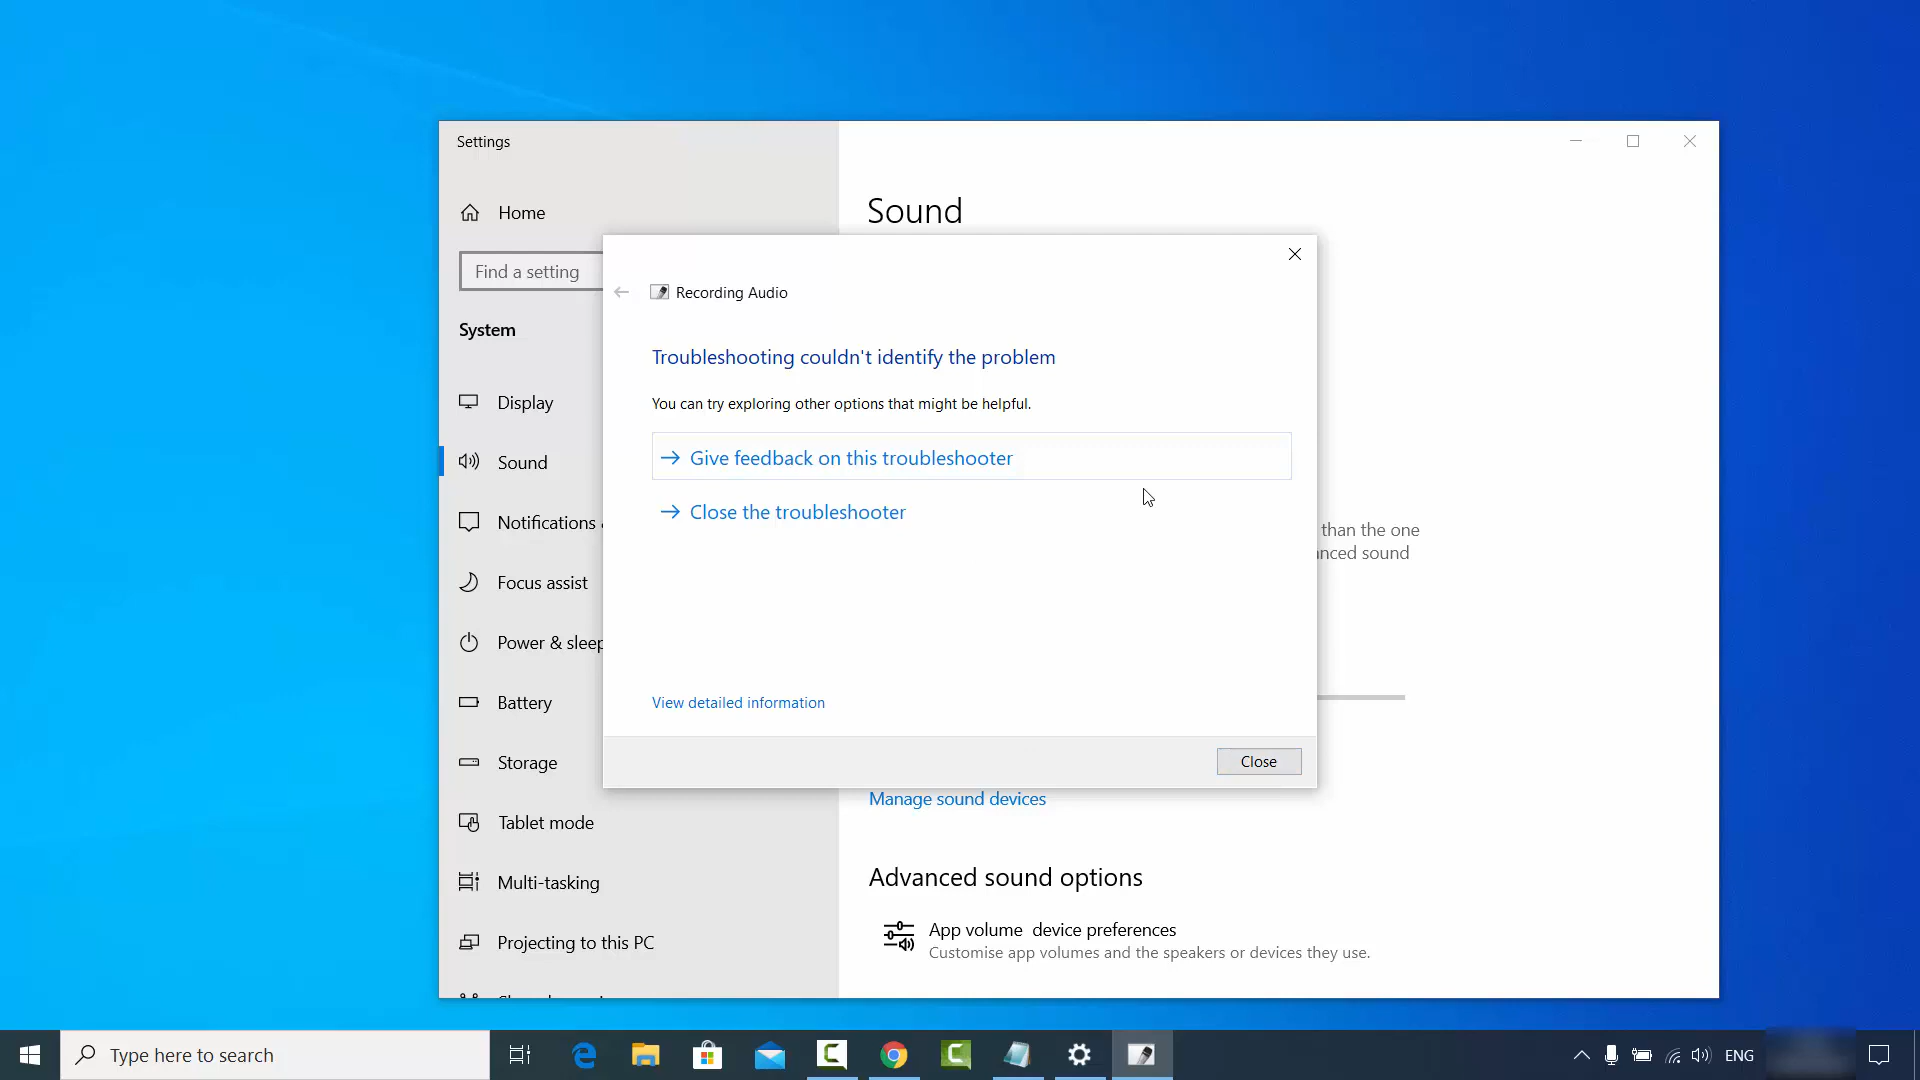 Settings
Home
Find a setting
System
Display
Sound
Notifications
Focus assist
Power & sleep
Battery
Storage
Tablet mode
Multi-tasking
Projecting to this PC
Sound
Recording Audio
Troubleshooting couldn't identify the problem
You can try exploring other options that might be helpful.
Give feedback on this troubleshooter
Close the troubleshooter
View detailed information
Close
than the one
sound
Manage sound devices
Advanced sound options
App volume device preferences
Customise app volumes and the speakers or devices they use.
Type here to search
ENG